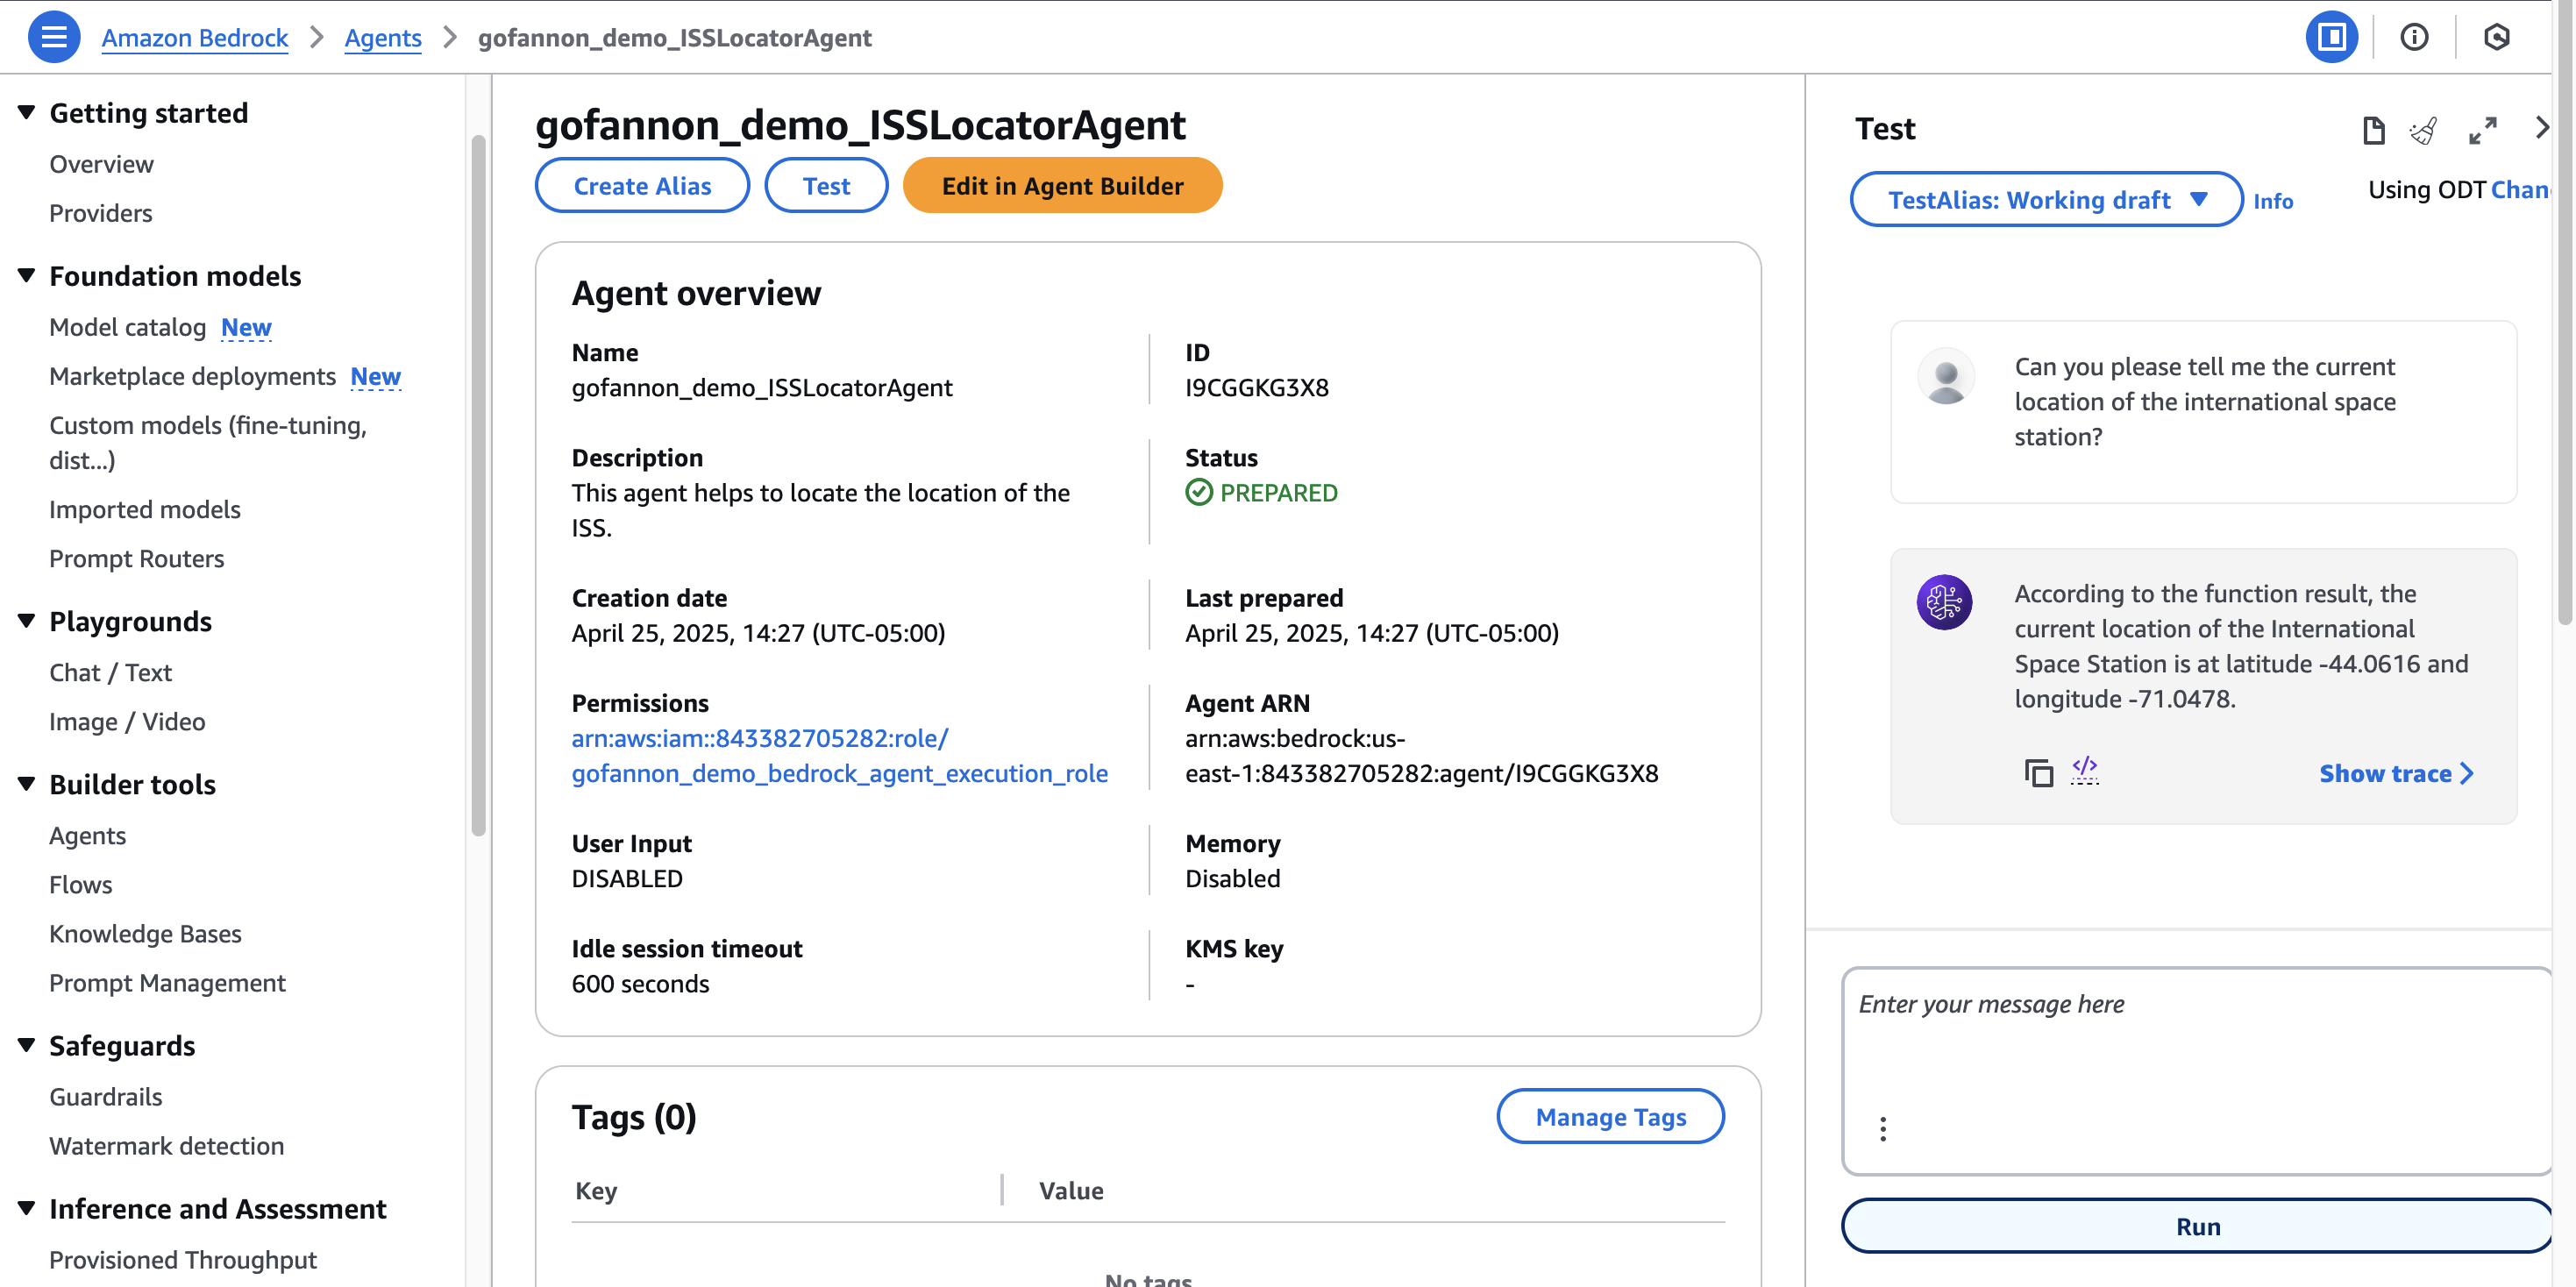 Amazon Bedrock > Agents > gofannon_demo_ISSLocatorAgent
Getting started
Overview
Providers
Foundation models
Model catalog New
Marketplace deployments New
Custom models (fine-tuning,
dist...)
Imported models
Prompt Routers
Playgrounds
Chat / Text
Image / Video
Builder tools
Agents
Flows
Knowledge Bases
Prompt Management
Safeguards
Guardrails
Watermark detection
Inference and Assessment
Provisioned Throughput
gofannon_demo_ISSLocatorAgent
Create Alias Test Edit in Agent Builder
Agent overview
Name
gofannon_demo_ISSLocatorAgent
ID
I9CGGKG3X8
Description
This agent helps to locate the location of the
ISS.
Status
PREPARED
Creation date
April 25, 2025, 14:27 (UTC-05:00)
Last prepared
April 25, 2025, 14:27 (UTC-05:00)
Permissions
arn:aws:iam::843382705282:role/
gofannon_demo_bedrock_agent_execution_role
Agent ARN
arn:aws:bedrock:us-
east-1:843382705282:agent/I9CGGKG3X8
User Input
DISABLED
Memory
Disabled
Idle session timeout
600 seconds
KMS key
-
Tags (0)
Manage Tags
Key Value
No tags
Test
TestAlias: Working draft Info
Using ODT Chan
Can you please tell me the current
location of the international space
station?
According to the function result, the
current location of the International
Space Station is at latitude -44.0616 and
longitude -71.0478.
</> Show trace >
Enter your message here
Run